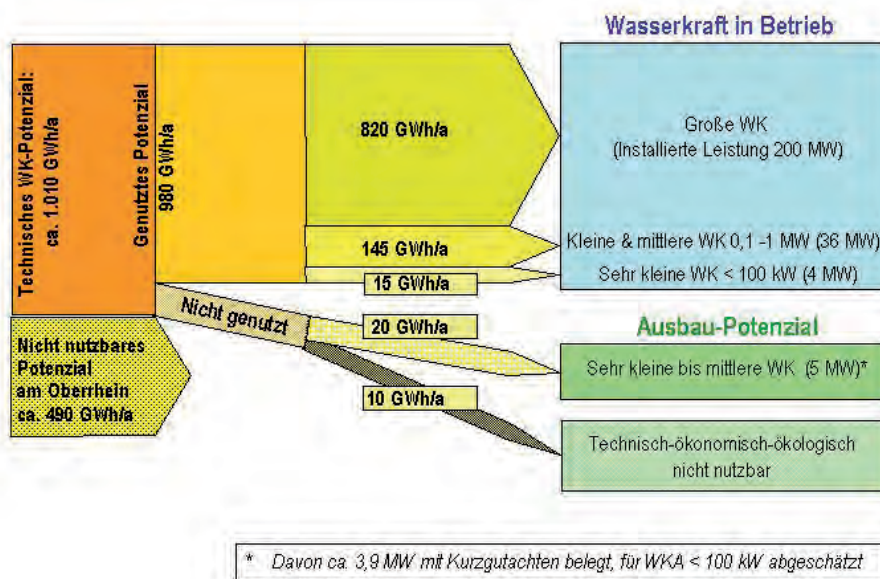 Wasserkraft in Betrieb
Technisches WK-Potenzial:
ca. 1.010 GWh/a
Genutztes Potenzial
980 GWh/a
820 GWh/a
Große WK
(Installierte Leistung 200 MW)
145 GWh/a
Kleine & mittlere WK 0,1 -1 MW (36 MW)
15 GWh/a
Sehr kleine WK < 100 kW (4 MW)
Nicht genutzt
20 GWh/a
Ausbau-Potenzial
Nicht nutzbares
Potenzial
am Oberrhein
ca. 490 GWh/a
Sehr kleine bis mittlere WK (5 MW)*
10 GWh/a
Technisch-ökonomisch-ökologisch
nicht nutzbar
* Davon ca. 3,9 MW mit Kurzgutachten belegt, für WKA < 100 kW abgeschätzt